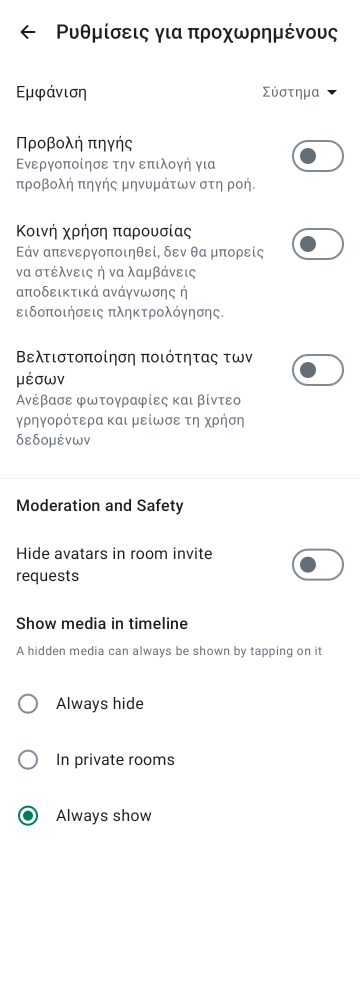 Ρυθμίσεις για προχωρημένους
Εμφάνιση
Σύστημα
Προβολή πηγής
Ενεργοποίησε την επιλογή για
προβολή πηγής μηνυμάτων στη ροή.
Κοινή χρήση παρουσίας
Εάν απενεργοποιηθεί, δεν θα μπορείς
να στέλνεις ή να λαμβάνεις
αποδεικτικά ανάγνωσης ή
ειδοποιήσεις πληκτρολόγησης.
Βελτιστοποίηση ποιότητας των
μέσων
Ανέβασε φωτογραφίες και βίντεο
γρηγορότερα και μείωσε τη χρήση
δεδομένων
Moderation and Safety
Hide avatars in room invite
requests
Show media in timeline
A hidden media can always be shown by tapping on it
Always hide
In private rooms
Always show